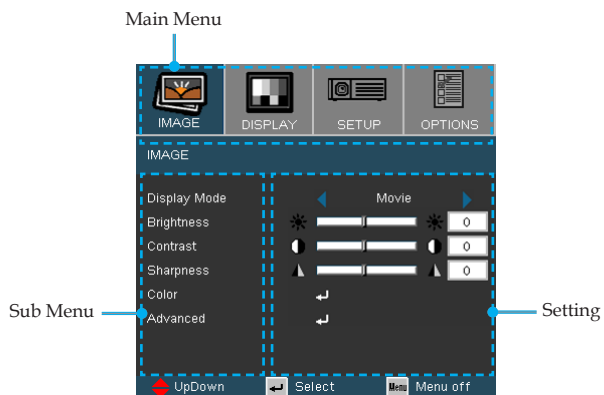 Main Menu
IMAGE DISPLAY SETUP OPTIONS
IMAGE
Display Mode Movie
Brightness 0
Contrast 0
Sharpness 0
Color
Sub Menu
Setting
Advanced
UpDown Select Menu Menu off